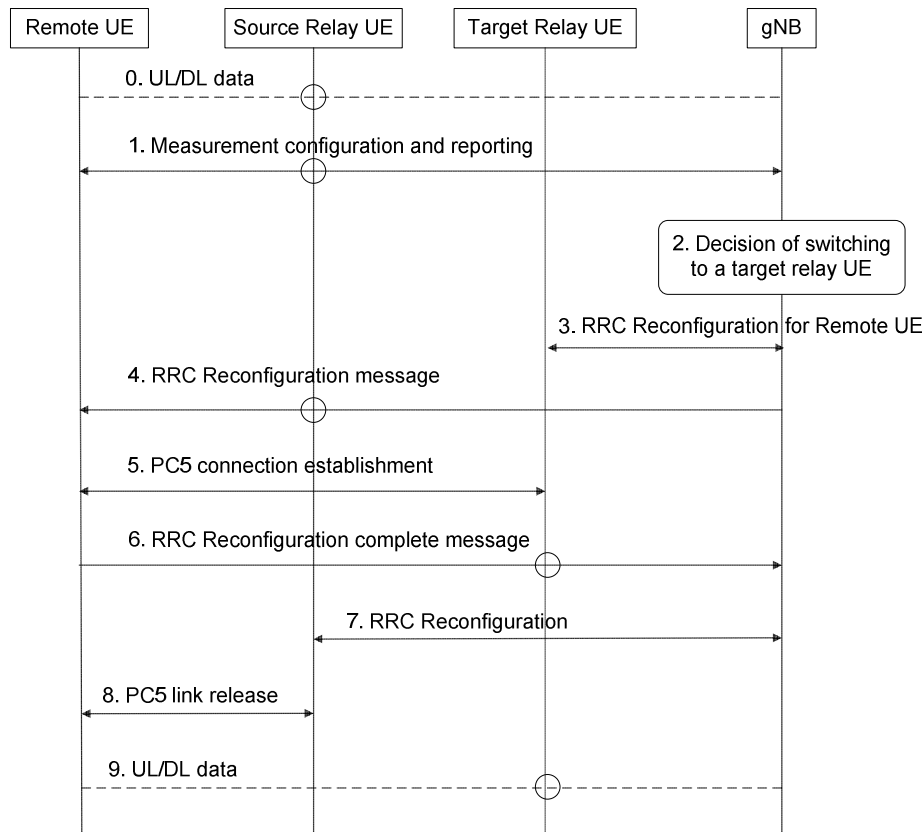 Remote UE
Source Relay UE
Target Relay UE
gNB
0. UL/DL data
1. Measurement configuration and reporting
2. Decision of switching
to a target relay UE
3. RRC Reconfiguration for Remote UE
4. RRC Reconfiguration message
5. PC5 connection establishment
6. RRC Reconfiguration complete message
7. RRC Reconfiguration
8. PC5 link release
9. UL/DL data